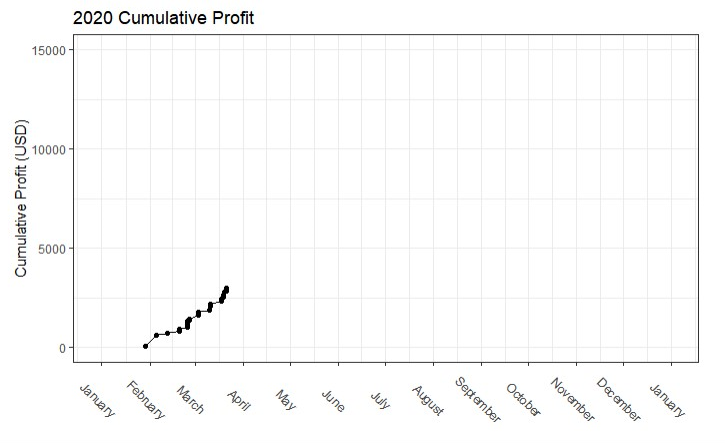 2020 Cumulative Profit
Cumulative Profit (USD)
15000
10000
5000
0
January
February
March
April
May
June
July
August
September
October
November
December
January